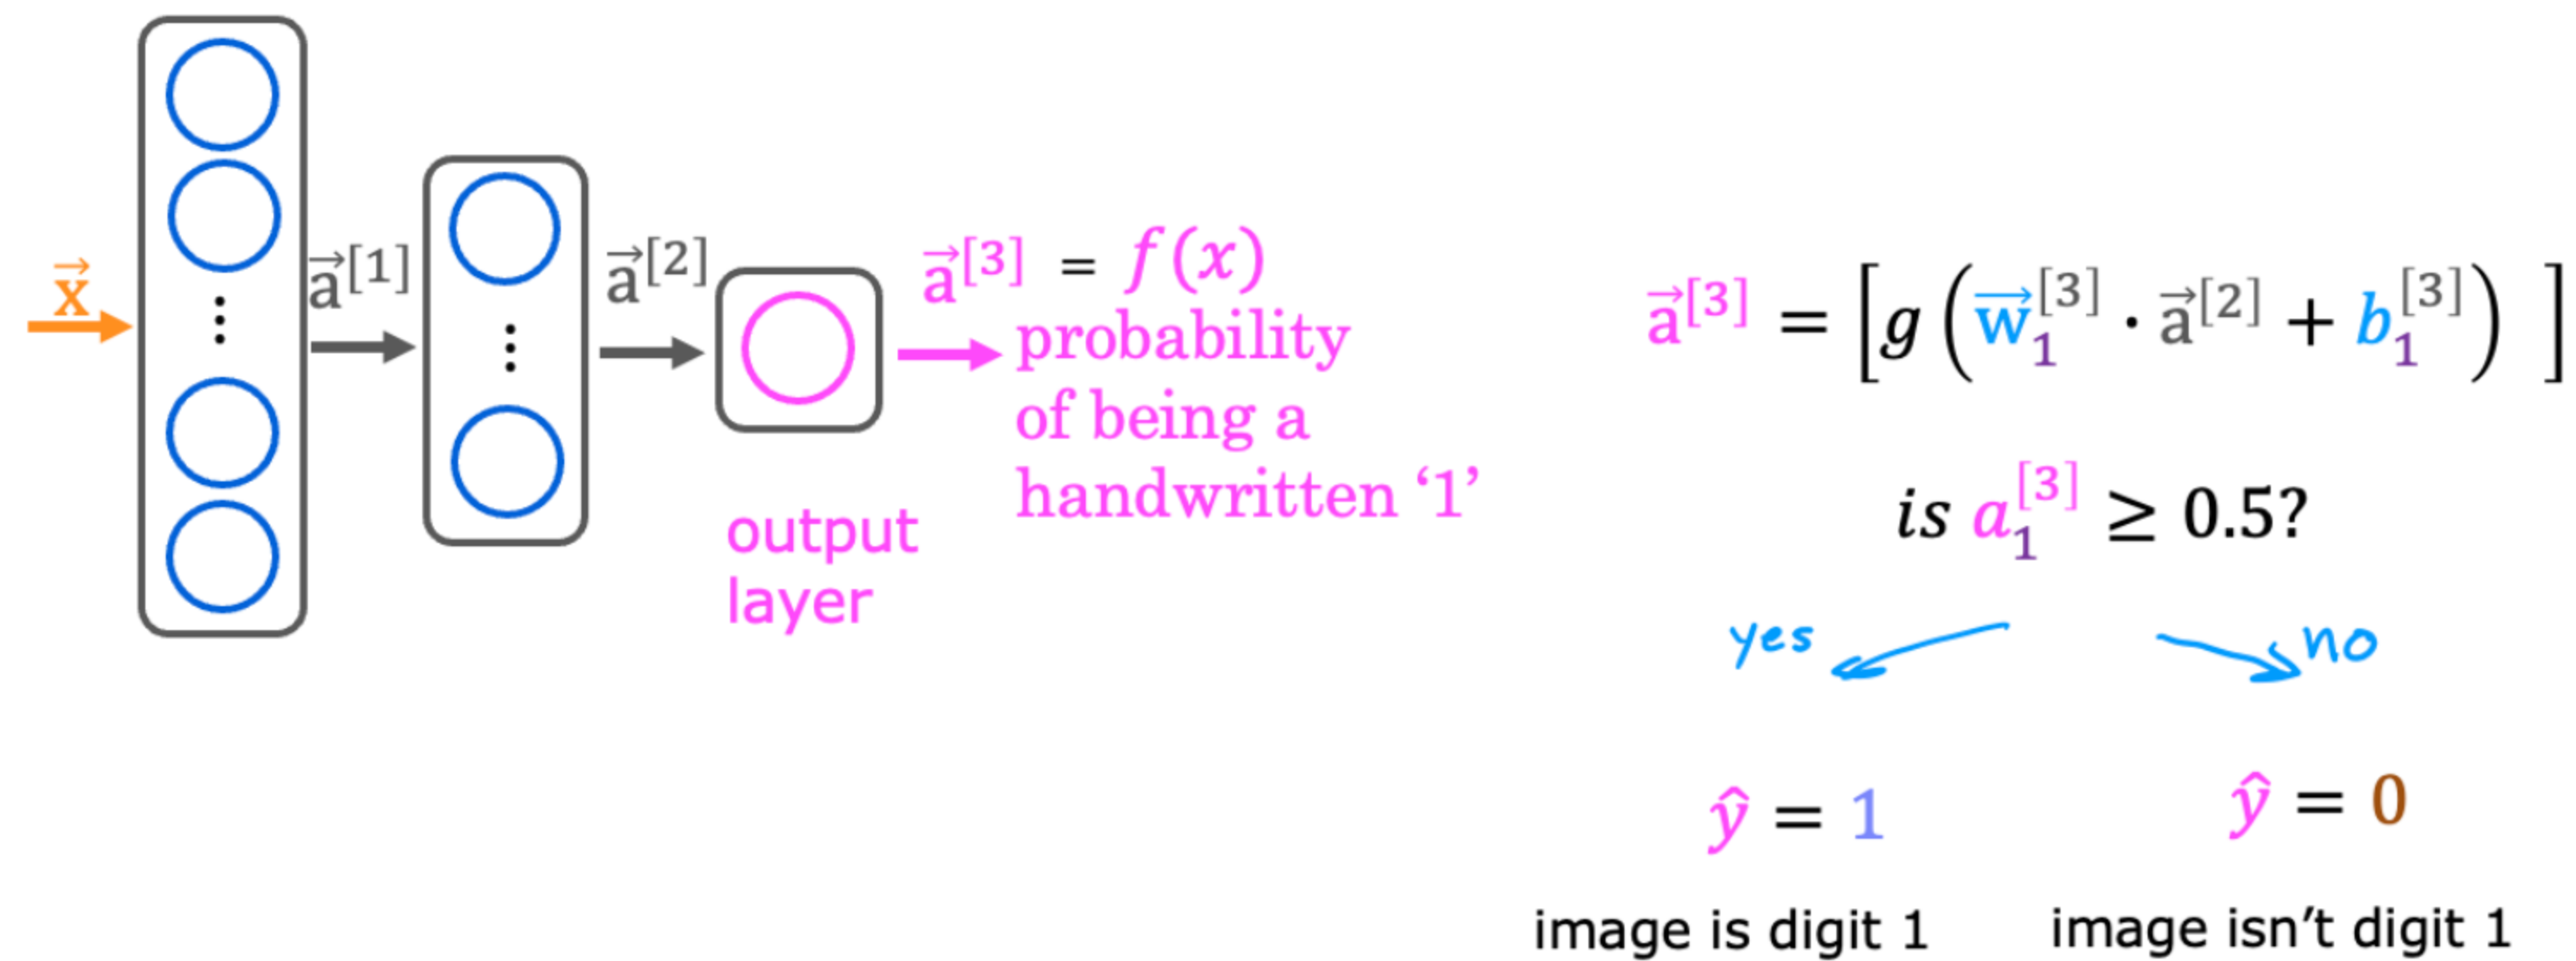 x⃗
a⃗[1]
a⃗[2]
a⃗[3] = f(x)
probability
of being a
handwritten ‘1’
output
layer
a⃗[3] = [g(w⃗1[3] · a⃗[2] + b1[3]) ]
is a1[3] ≥ 0.5?
yes
no
ŷ = 1
ŷ = 0
image is digit 1
image isn’t digit 1